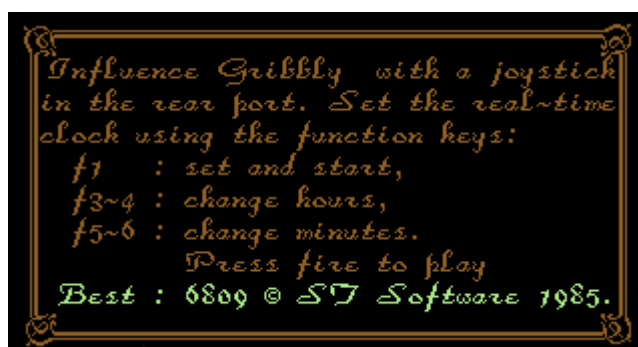 Influence Gribbly with a joystick
in the rear port. Set the real~time
clock using the function keys:
f1 : set and start,
f3~4 : change hours,
f5~6 : change minutes.
Press fire to play
Best : 6809 © ST Software 1985.